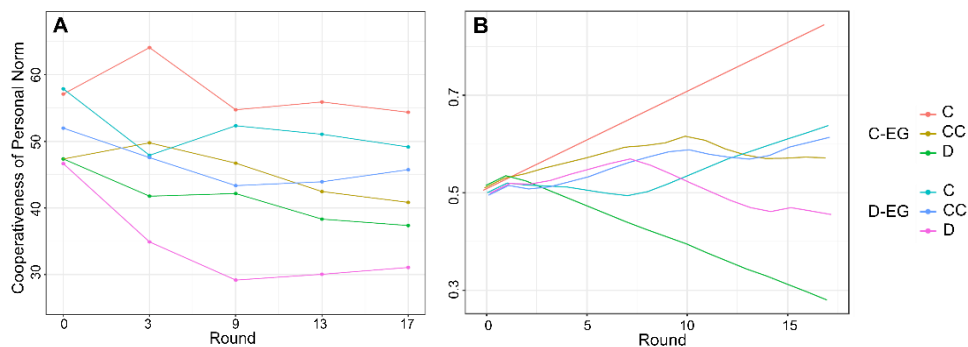 A
B
Cooperativeness of Personal Norm
60
50
40
30
0 3 9 13 17
Round
0.7
0.5
0.3
0 5 10 15
Round
C-EG
C
CC
D
D-EG
C
CC
D